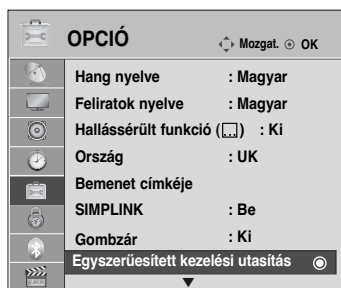 OPCIÓ Mozgat. OK
Hang nyelve : Magyar
Feliratok nyelve : Magyar
Hallássérült funkció ( ) : Ki
Ország : UK
Bemenet címkéje
SIMPLINK : Be
Gombzár : Ki
Egyszerűesített kezelési utasítás